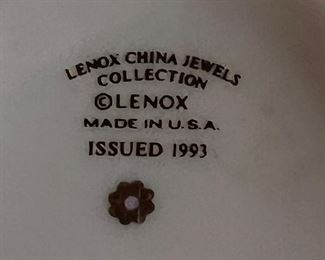 LENOX CHINA JEWELS
COLLECTION
©LENOX
MADE IN U.S.A.
ISSUED 1993